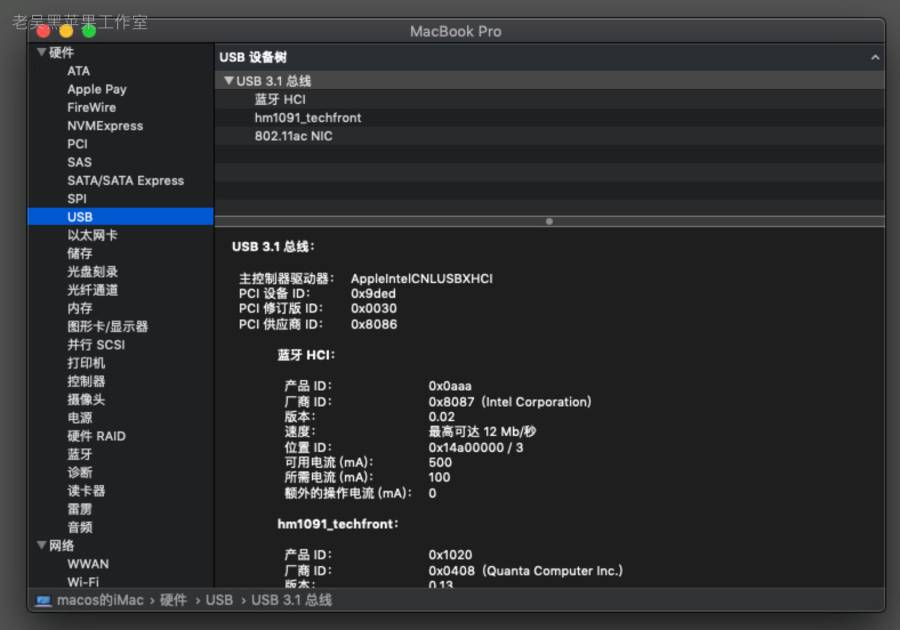 老吴黑苹果工作室
MacBook Pro
硬件
ATA
Apple Pay
FireWire
NVMExpress
PCI
SAS
SATA/SATA Express
SPI
USB
以太网卡
储存
光盘刻录
光纤通道
内存
图形卡/显示器
并行 SCSI
打印机
控制器
摄像头
电源
硬件 RAID
蓝牙
诊断
读卡器
雷雳
音频
网络
WWAN
Wi-Fi
USB 设备树
USB 3.1 总线
蓝牙 HCI
hm1091_techfront
802.11ac NIC
USB 3.1 总线:
主控制器驱动器: AppleIntelCNLUSBXHCI
PCI 设备 ID: 0x9ded
PCI 修订版 ID: 0x0030
PCI 供应商 ID: 0x8086
蓝牙 HCI:
产品 ID: 0x0aaa
厂商 ID: 0x8087 (Intel Corporation)
版本: 0.02
速度: 最高可达 12 Mb/秒
位置 ID: 0x14a00000 / 3
可用电流 (mA): 500
所需电流 (mA): 100
额外的操作电流 (mA): 0
hm1091_techfront:
产品 ID: 0x1020
厂商 ID: 0x0408 (Quanta Computer Inc.)
版本: 0.13
macos的iMac › 硬件 › USB › USB 3.1 总线